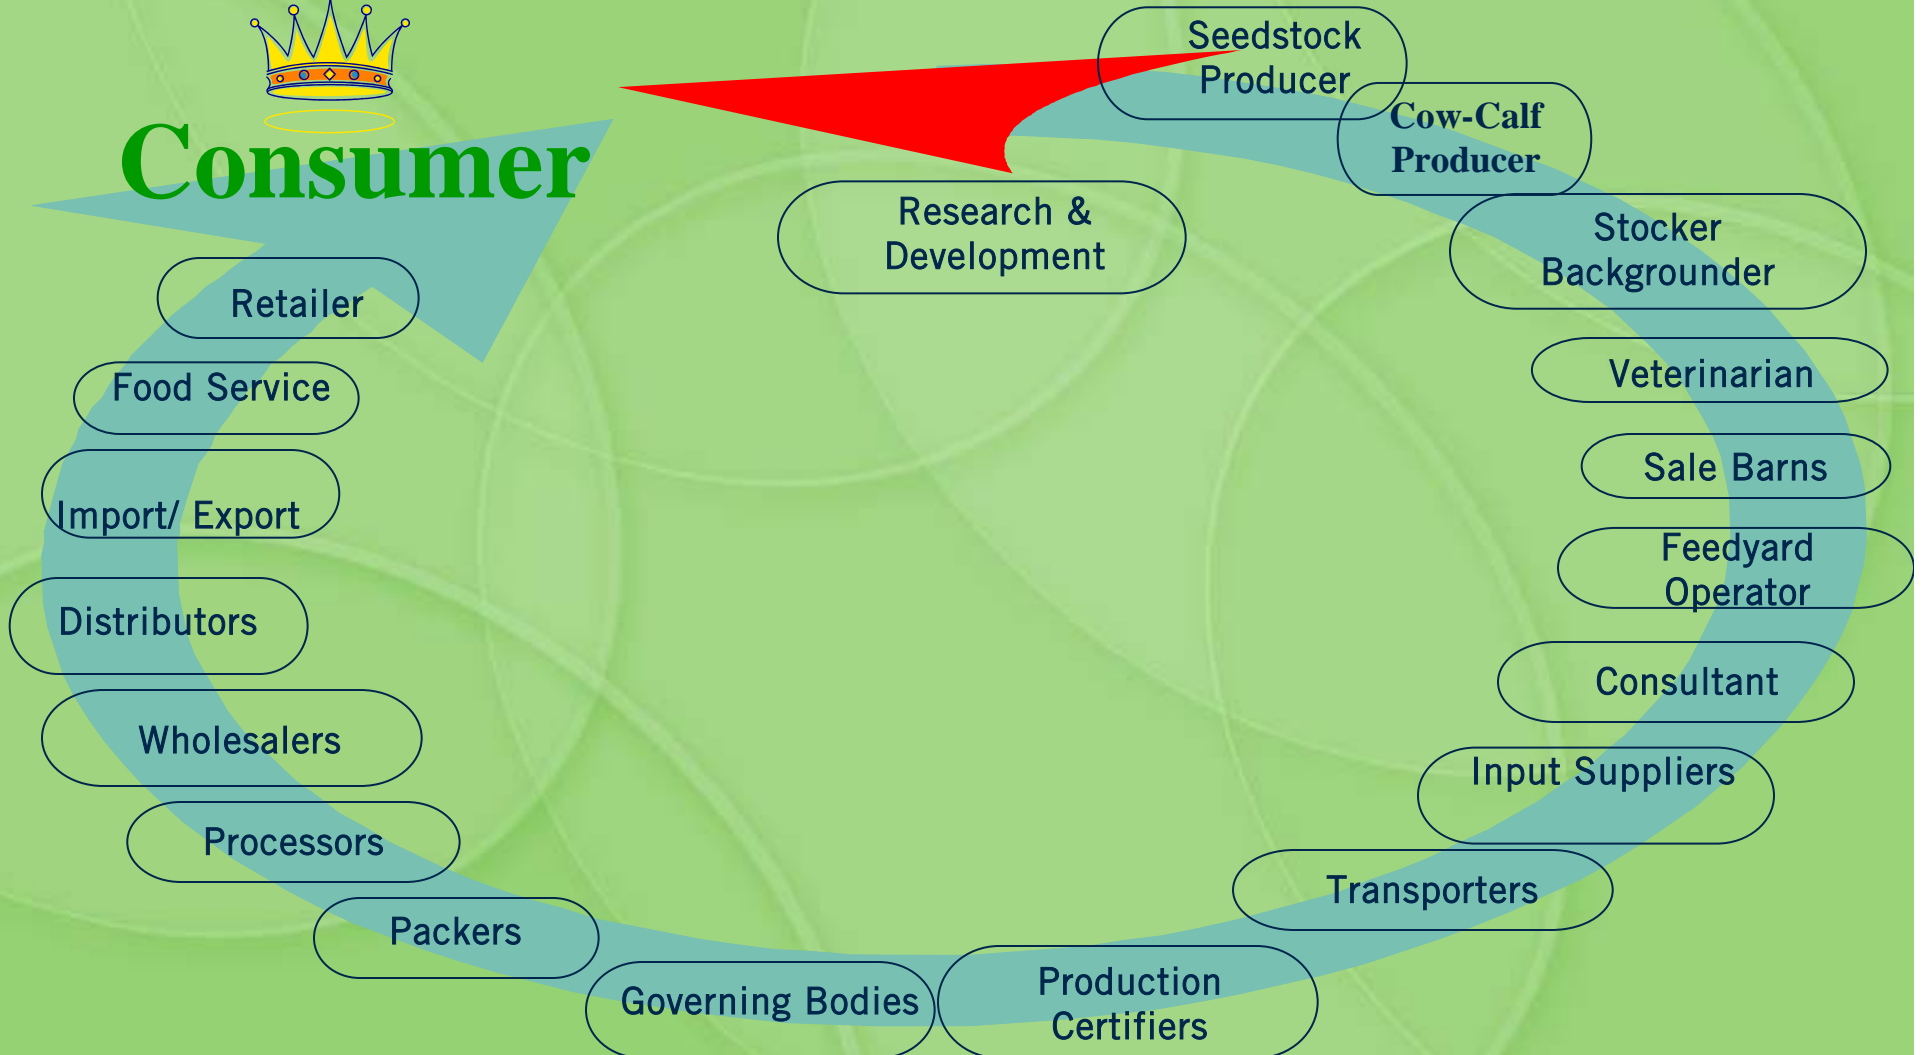 Consumer
Seedstock
Producer
Cow-Calf
Producer
Research &
Development
Stocker
Backgrounder
Veterinarian
Sale Barns
Feedyard
Operator
Consultant
Input Suppliers
Transporters
Production
Certifiers
Governing Bodies
Packers
Processors
Wholesalers
Distributors
Import/ Export
Food Service
Retailer